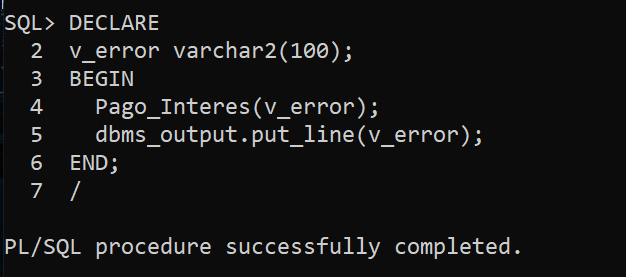 SQL> DECLARE
  2  v_error varchar2(100);
  3  BEGIN
  4    Pago_Interes(v_error);
  5    dbms_output.put_line(v_error);
  6  END;
  7  /
PL/SQL procedure successfully completed.